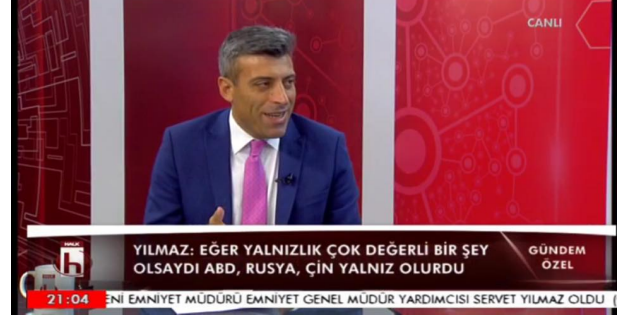 CANLI
YILMAZ: EĞER YALNIZLIK ÇOK DEĞERLİ BİR ŞEY
OLSAYDI ABD, RUSYA, ÇİN YALNIZ OLURDU
GÜNDEM
ÖZEL
HALK
h
21:04 ENİ EMNİYET MÜDÜRÜ EMNİYET GENEL MÜDÜR YARDIMCISI SERVET YILMAZ OLDU (